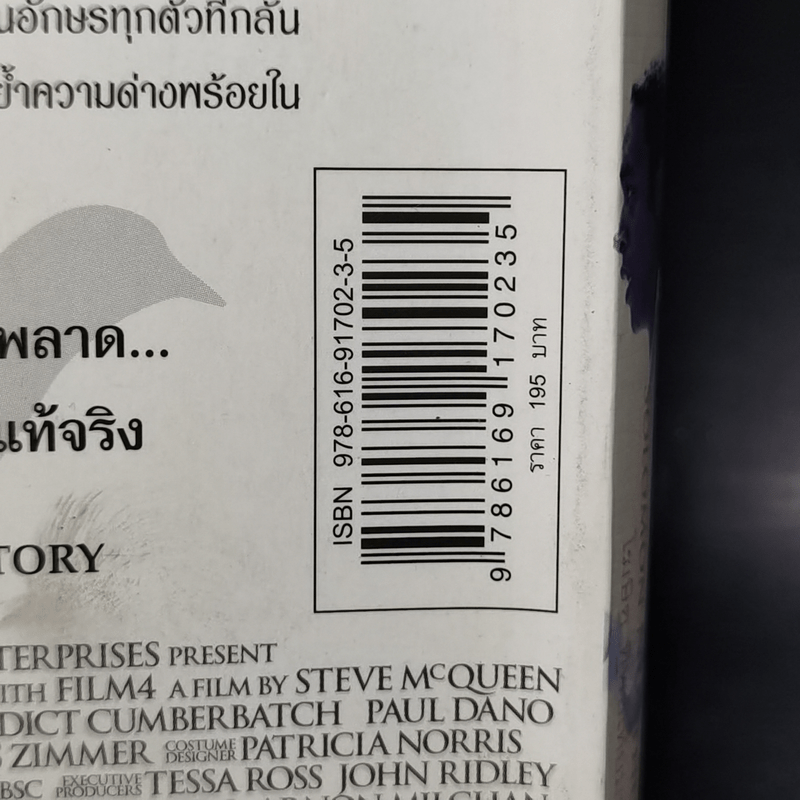 นอักษรทุกตัวที่กลั่น
ย้ำความด่างพร้อยใน
พลาด...
แท้จริง
TORY
ISBN 978-616-91702-3-5
9 786169 170235
ราคา 195 บาท
TERPRISES PRESENT
ITH FILM4 A FILM BY STEVE McQUEEN
DICT CUMBERBATCH PAUL DANO
S ZIMMER COSTUME DESIGNER PATRICIA NORRIS
BSC EXECUTIVE PRODUCERS TESSA ROSS JOHN RIDLEY
ARNON MILCHAN